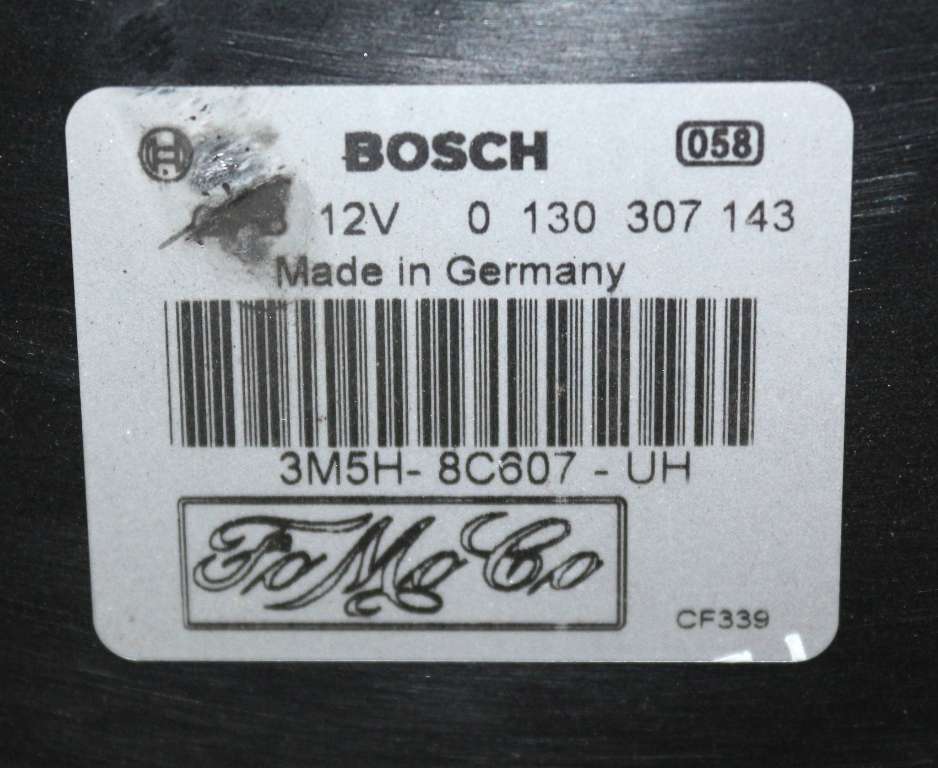 BOSCH 058
12V 0 130 307 143
Made in Germany
3M5H- 8C607 - UH
FoMoCo
CF339